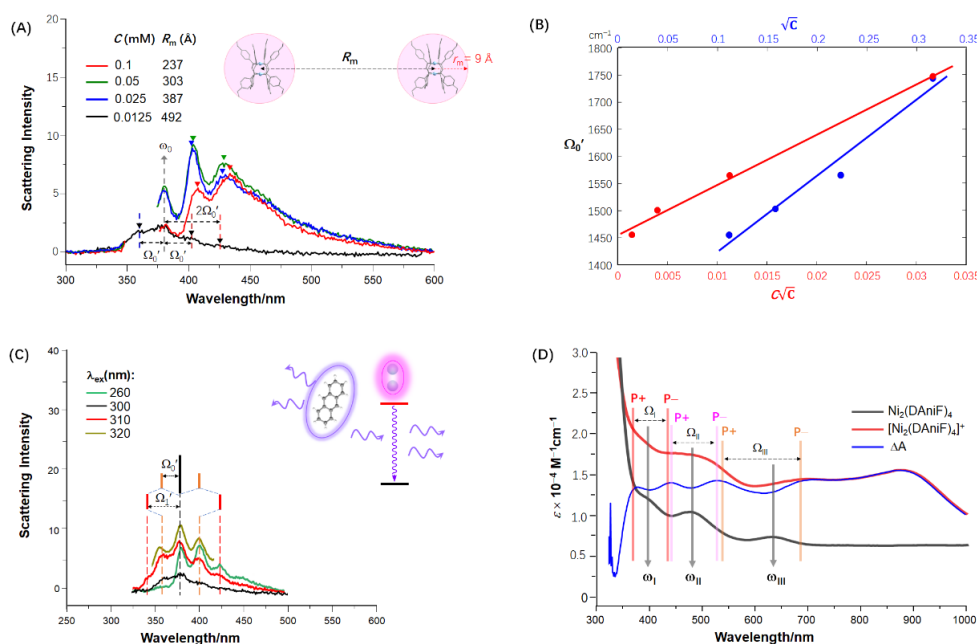 (A)
20
15
10
5
0
Scattering Intensity
C (mM) Rm (Å)
0.1 237
0.05 303
0.025 387
0.0125 492
Rm
rm= 9 Å
ω0
2Ω0′
Ω0′ Ω0′
300 350 400 450 500 550 600
Wavelength/nm
(B)
√C
0 0.05 0.1 0.15 0.2 0.25 0.3 0.35
cm⁻¹
1800
1750
1700
1650
1600
1550
1500
1450
1400
Ω0′
0 0.005 0.01 0.015 0.02 0.025 0.03 0.035
C√C
(C)
40
35
30
25
20
15
10
5
0
Scattering Intensity
λex(nm):
260
300
310
320
Ω0′
Ω1′
250 300 350 400 450 500 550 600
Wavelength/nm
(D)
3.0
2.5
2.0
1.5
1.0
0.5
0
ε × 10⁻⁴ M⁻¹cm⁻¹
P+ P− P+ P− P+ P−
ΩI ΩII ΩIII
Ni2(DAniF)4
[Ni2(DAniF)4]⁺
ΔA
ωI ωII ωIII
300 400 500 600 700 800 900 1000
Wavelength/nm